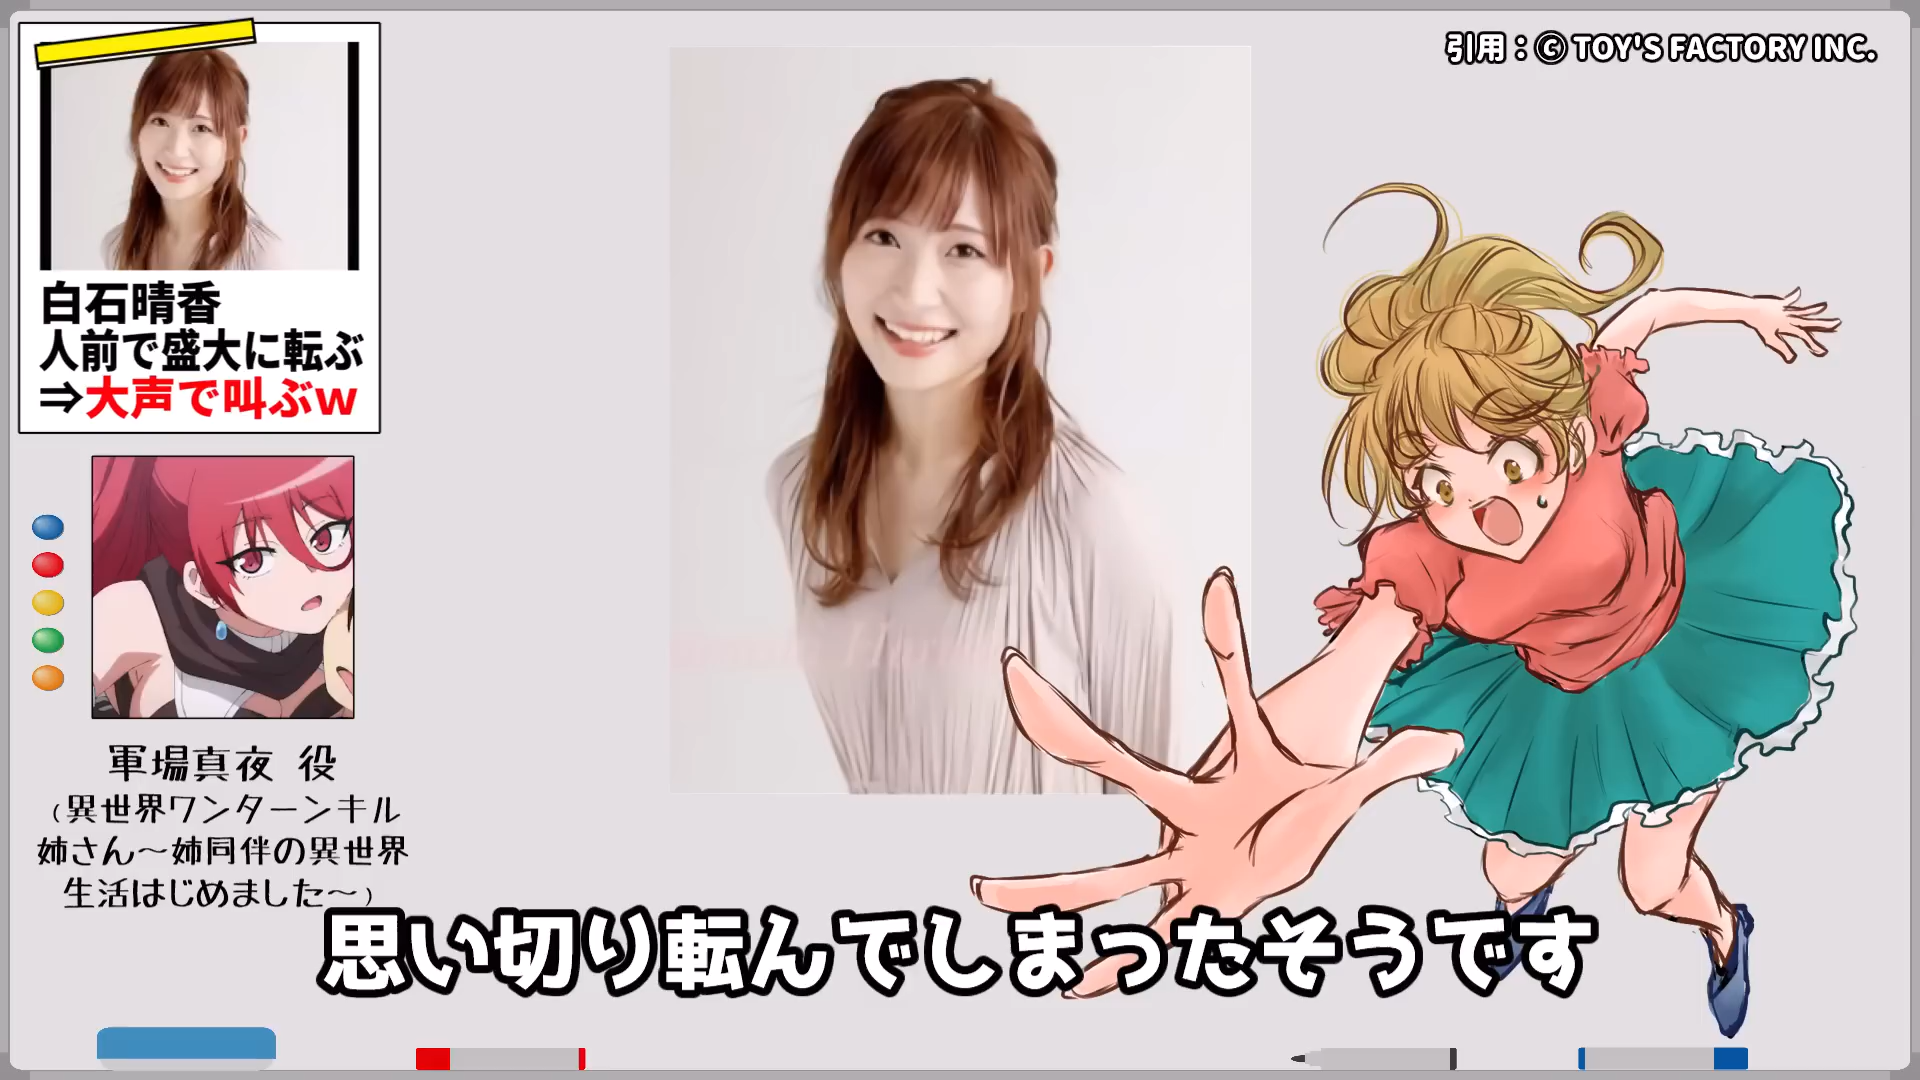 白石晴香
人前で盛大に転ぶ
⇒大声で叫ぶw
引用：© TOY'S FACTORY INC.
軍場真夜 役
（異世界ワンターンキル
姉さん～姉同伴の異世界
生活はじめました～）
思い切り転んでしまったそうです